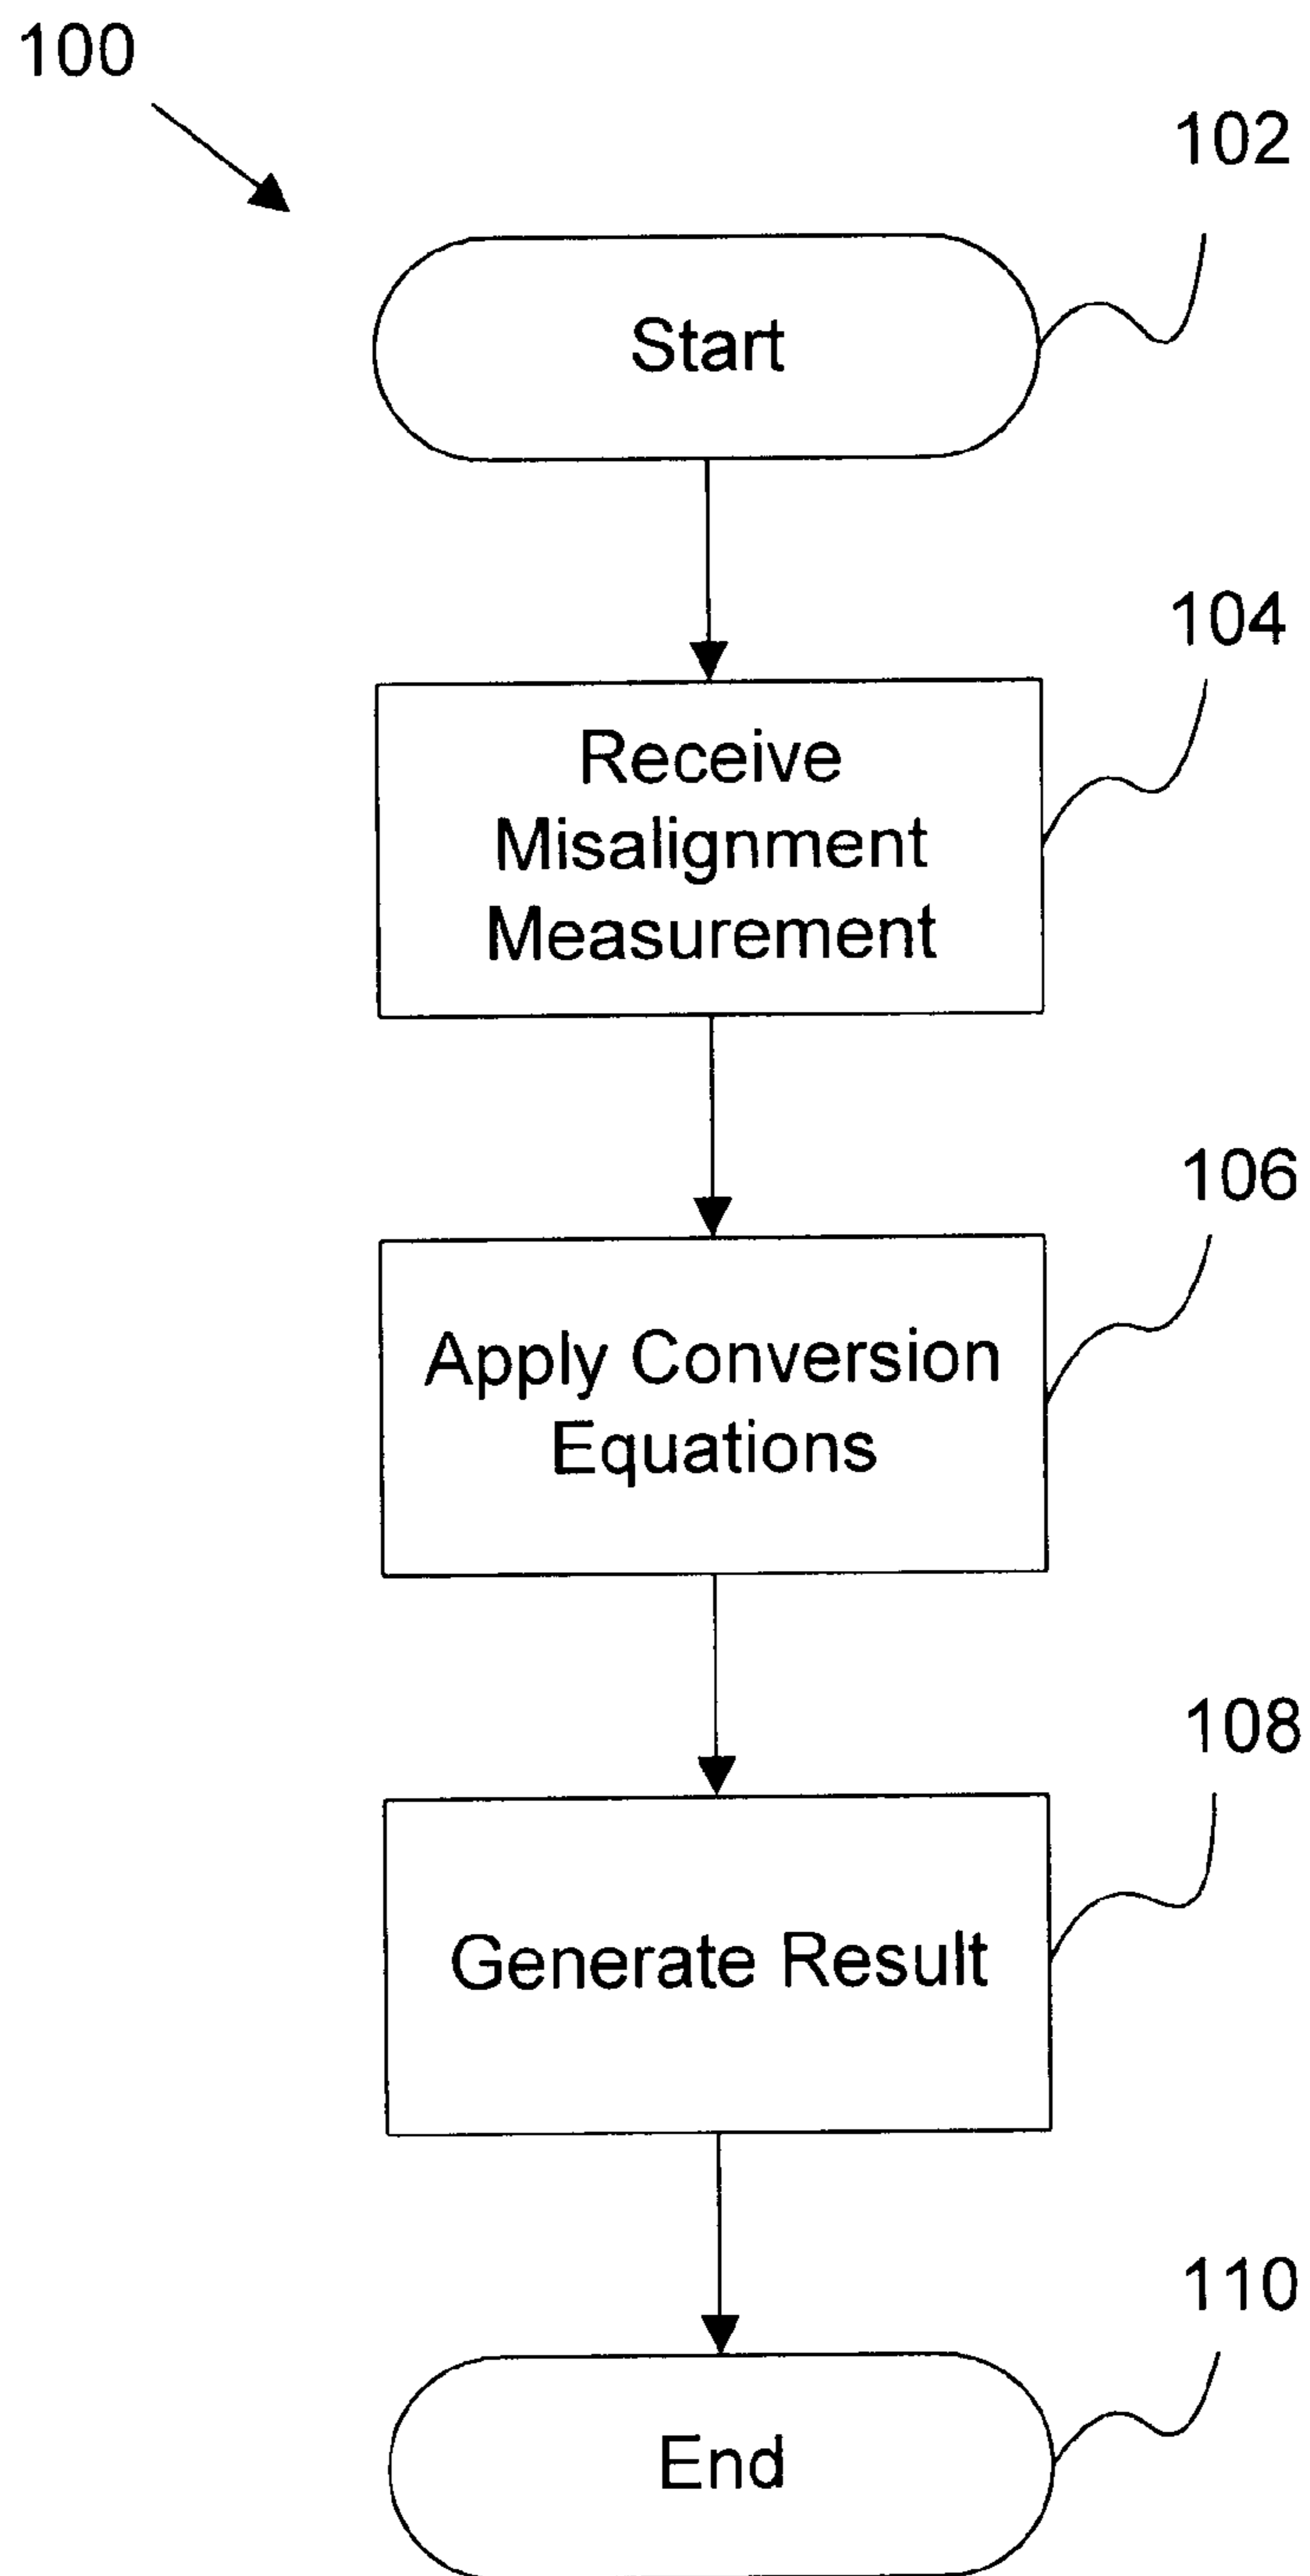 100
102
Start
104
Receive
Misalignment
Measurement
106
Apply Conversion
Equations
108
Generate Result
110
End